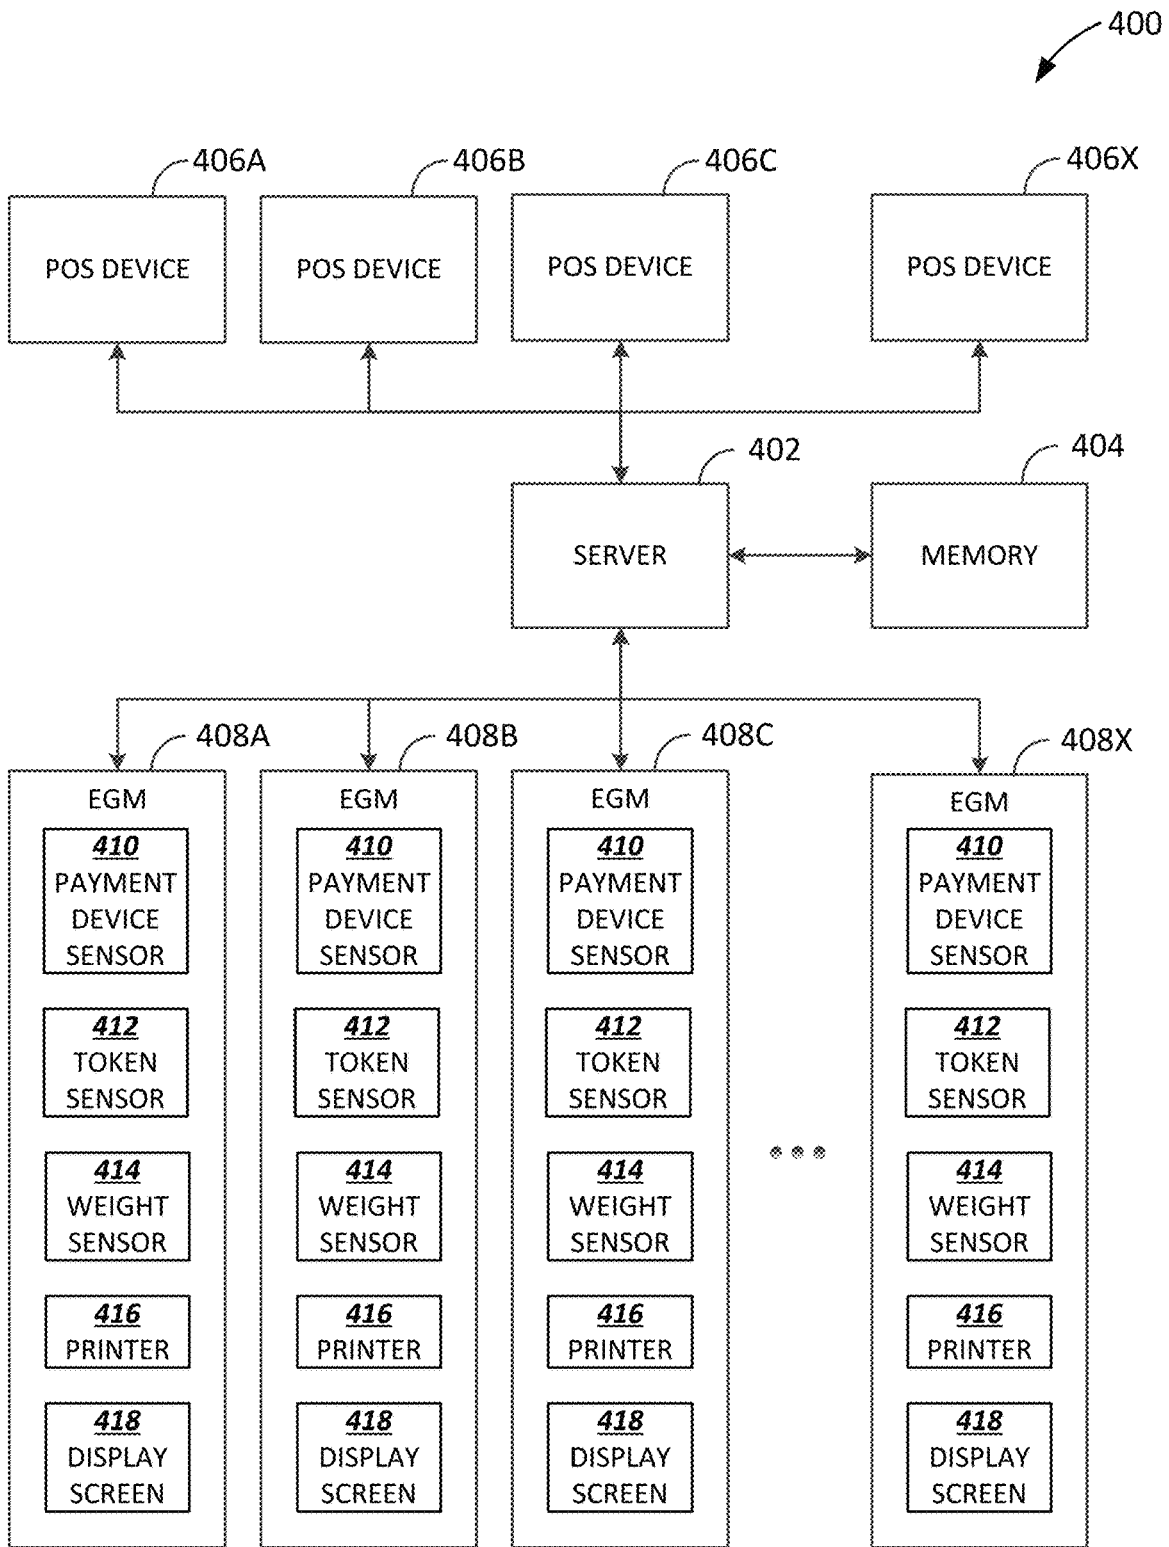 400
406A
406B
406C
406X
POS DEVICE
POS DEVICE
POS DEVICE
POS DEVICE
402
404
SERVER
MEMORY
408A
408B
408C
408X
EGM
410
PAYMENT
DEVICE
SENSOR
412
TOKEN
SENSOR
414
WEIGHT
SENSOR
416
PRINTER
418
DISPLAY
SCREEN
EGM
410
PAYMENT
DEVICE
SENSOR
412
TOKEN
SENSOR
414
WEIGHT
SENSOR
416
PRINTER
418
DISPLAY
SCREEN
EGM
410
PAYMENT
DEVICE
SENSOR
412
TOKEN
SENSOR
414
WEIGHT
SENSOR
416
PRINTER
418
DISPLAY
SCREEN
EGM
410
PAYMENT
DEVICE
SENSOR
412
TOKEN
SENSOR
414
WEIGHT
SENSOR
416
PRINTER
418
DISPLAY
SCREEN